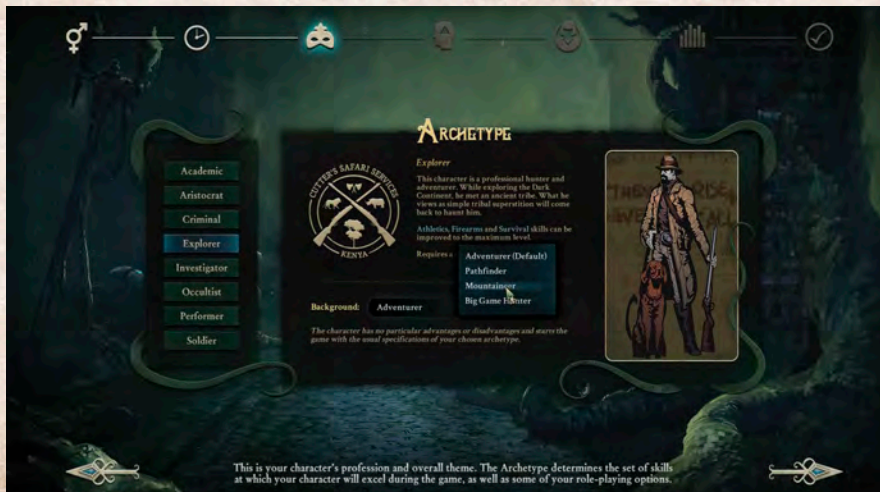 ARCHETYPE
Academic
Aristocrat
Criminal
Explorer
Investigator
Occultist
Performer
Soldier
CUTTER'S SAFARI SERVICES
KENYA
Explorer
This character is a professional hunter and
adventurer. While exploring the Dark
Continent, he met an ancient tribe. What he
views as simple tribal superstition will come
back to haunt him.
Athletics, Firearms and Survival skills can be
improved to the maximum level.
Requires a
Adventurer (Default)
Pathfinder
Mountaineer
Big Game Hunter
Background: Adventurer
The character has no particular advantages or disadvantages and starts the
game with the usual specifications of your chosen archetype.
This is your character's profession and overall theme. The Archetype determines the set of skills
at which your character will excel during the game, as well as some of your role-playing options.